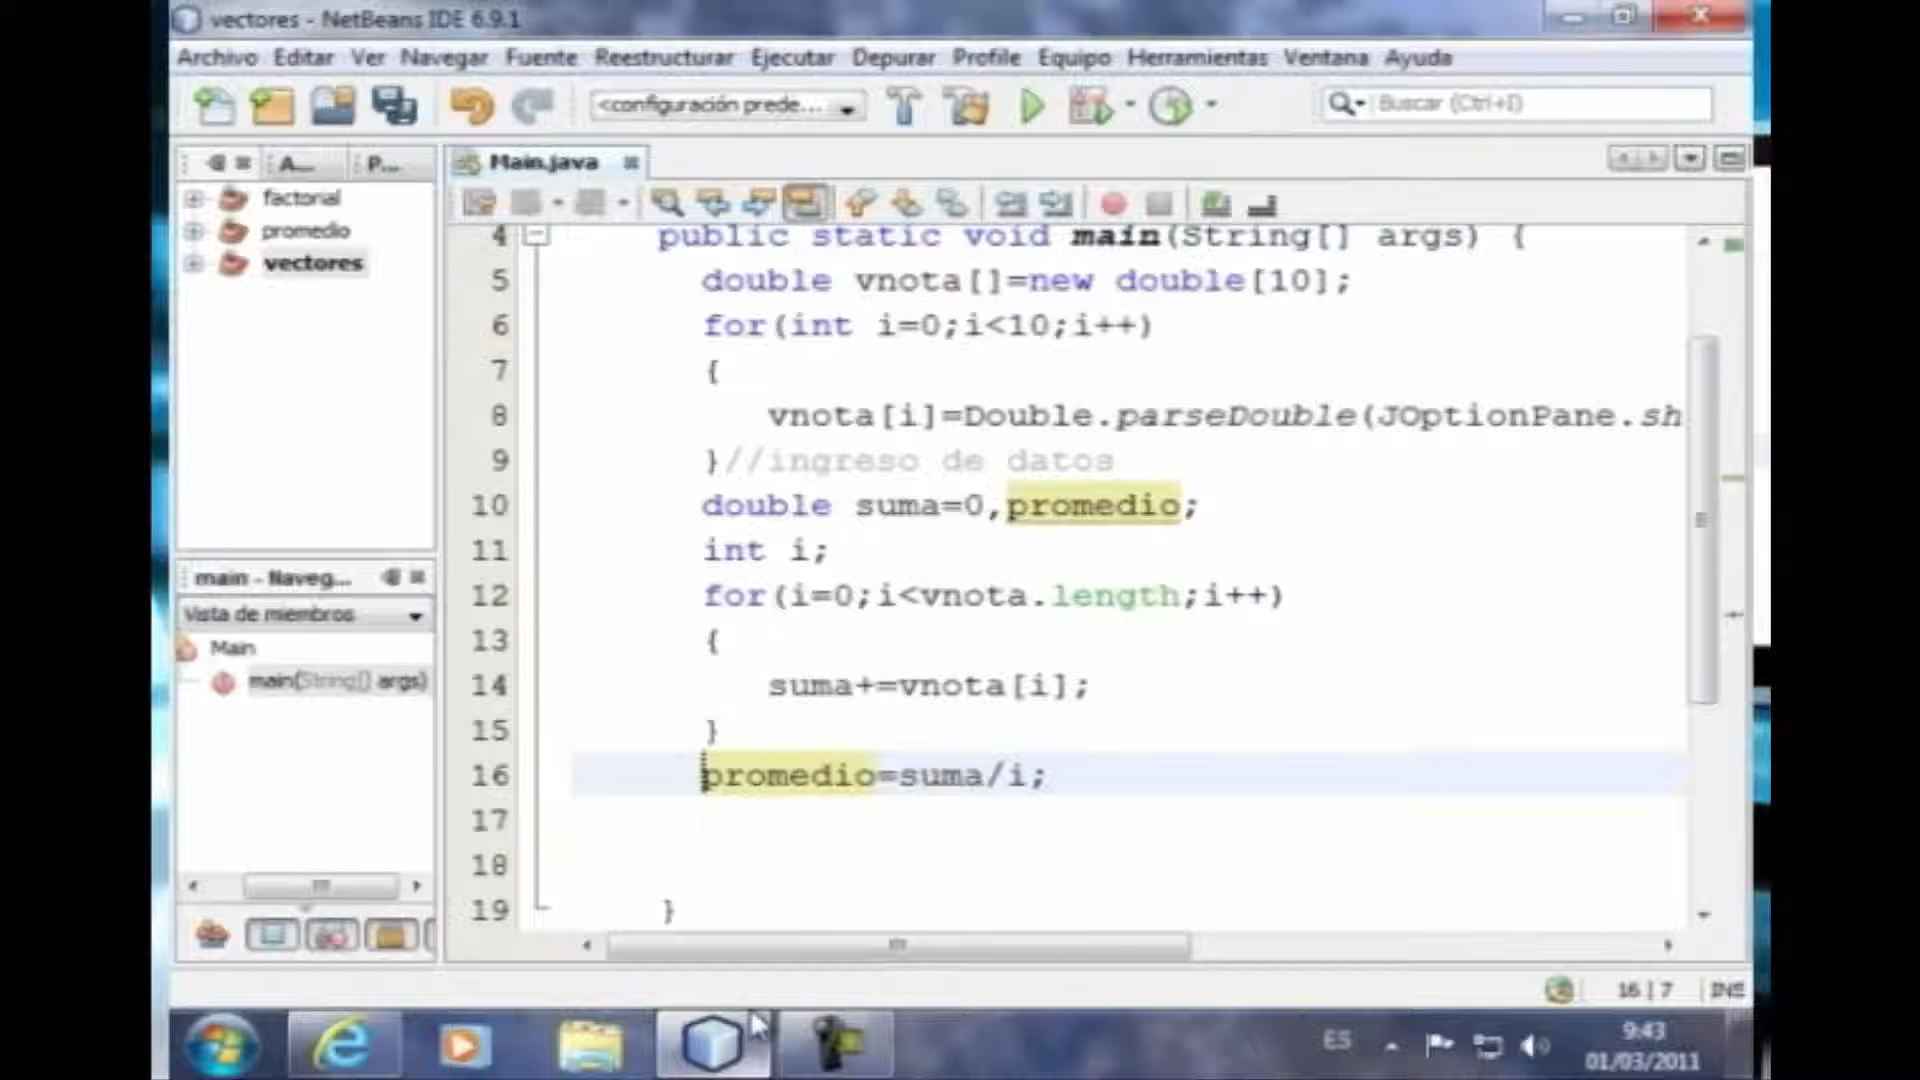 vectores - NetBeans IDE 6.9.1
Archivo Editar Ver Navegar Fuente Reestructurar Ejecutar Depurar Profile Equipo Herramientas Ventana Ayuda
<configuración prede...
Buscar (Ctrl+I)
A...
P...
Main.java
factorial
promedio
vectores
main - Naveg...
Vista de miembros
Main
main(String[] args)
4 public static void main(String[] args) {
5 double vnota[]=new double[10];
6 for(int i=0;i<10;i++)
7 {
8 vnota[i]=Double.parseDouble(JOptionPane.sh
9 }//ingreso de datos
10 double suma=0,promedio;
11 int i;
12 for(i=0;i<vnota.length;i++)
13 {
14 suma+=vnota[i];
15 }
16 promedio=suma/i;
17
18
19 }
16|7 INS
ES
9:43
01/03/2011